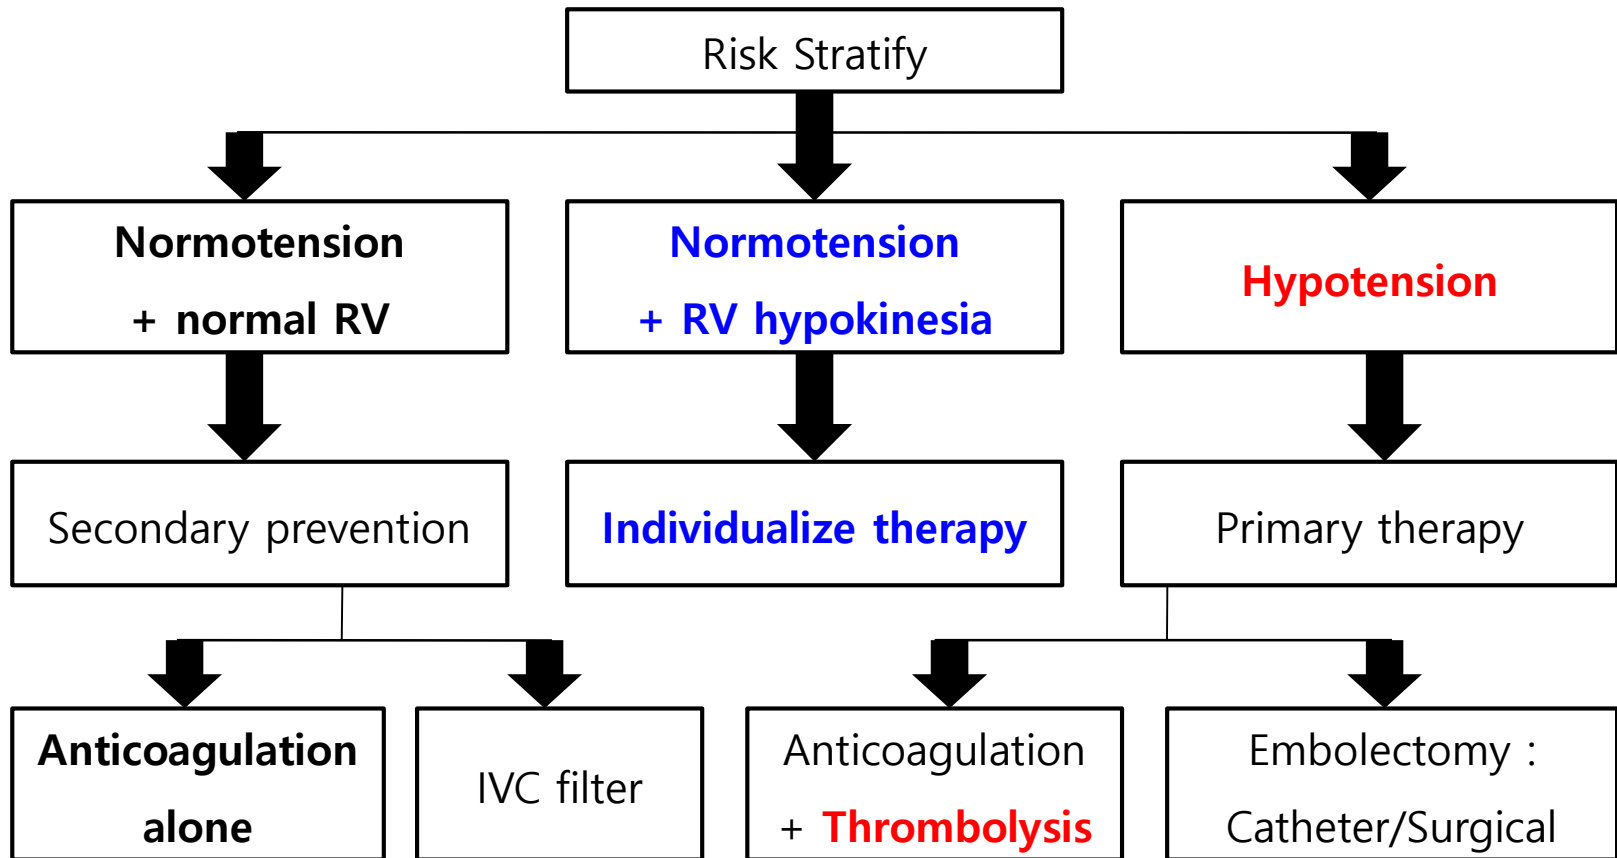 Risk Stratify
Normotension
+ normal RV
Normotension
+ RV hypokinesia
Hypotension
Secondary prevention
Individualize therapy
Primary therapy
Anticoagulation
alone
IVC filter
Anticoagulation
+ Thrombolysis
Embolectomy :
Catheter/Surgical